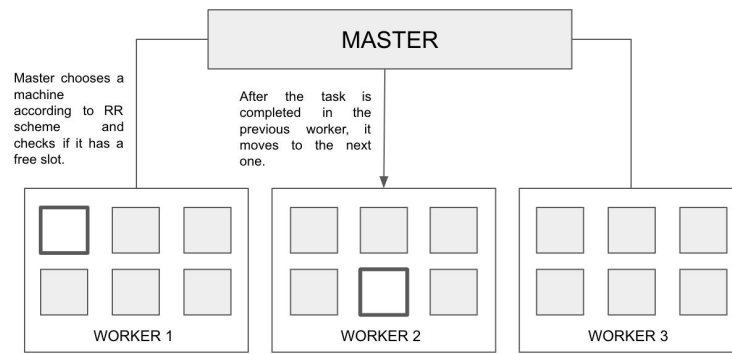 MASTER
Master chooses a
machine
according to RR
scheme and
checks if it has a
free slot.
After the task is
completed in the
previous worker, it
moves to the next
one.
WORKER 1
WORKER 2
WORKER 3